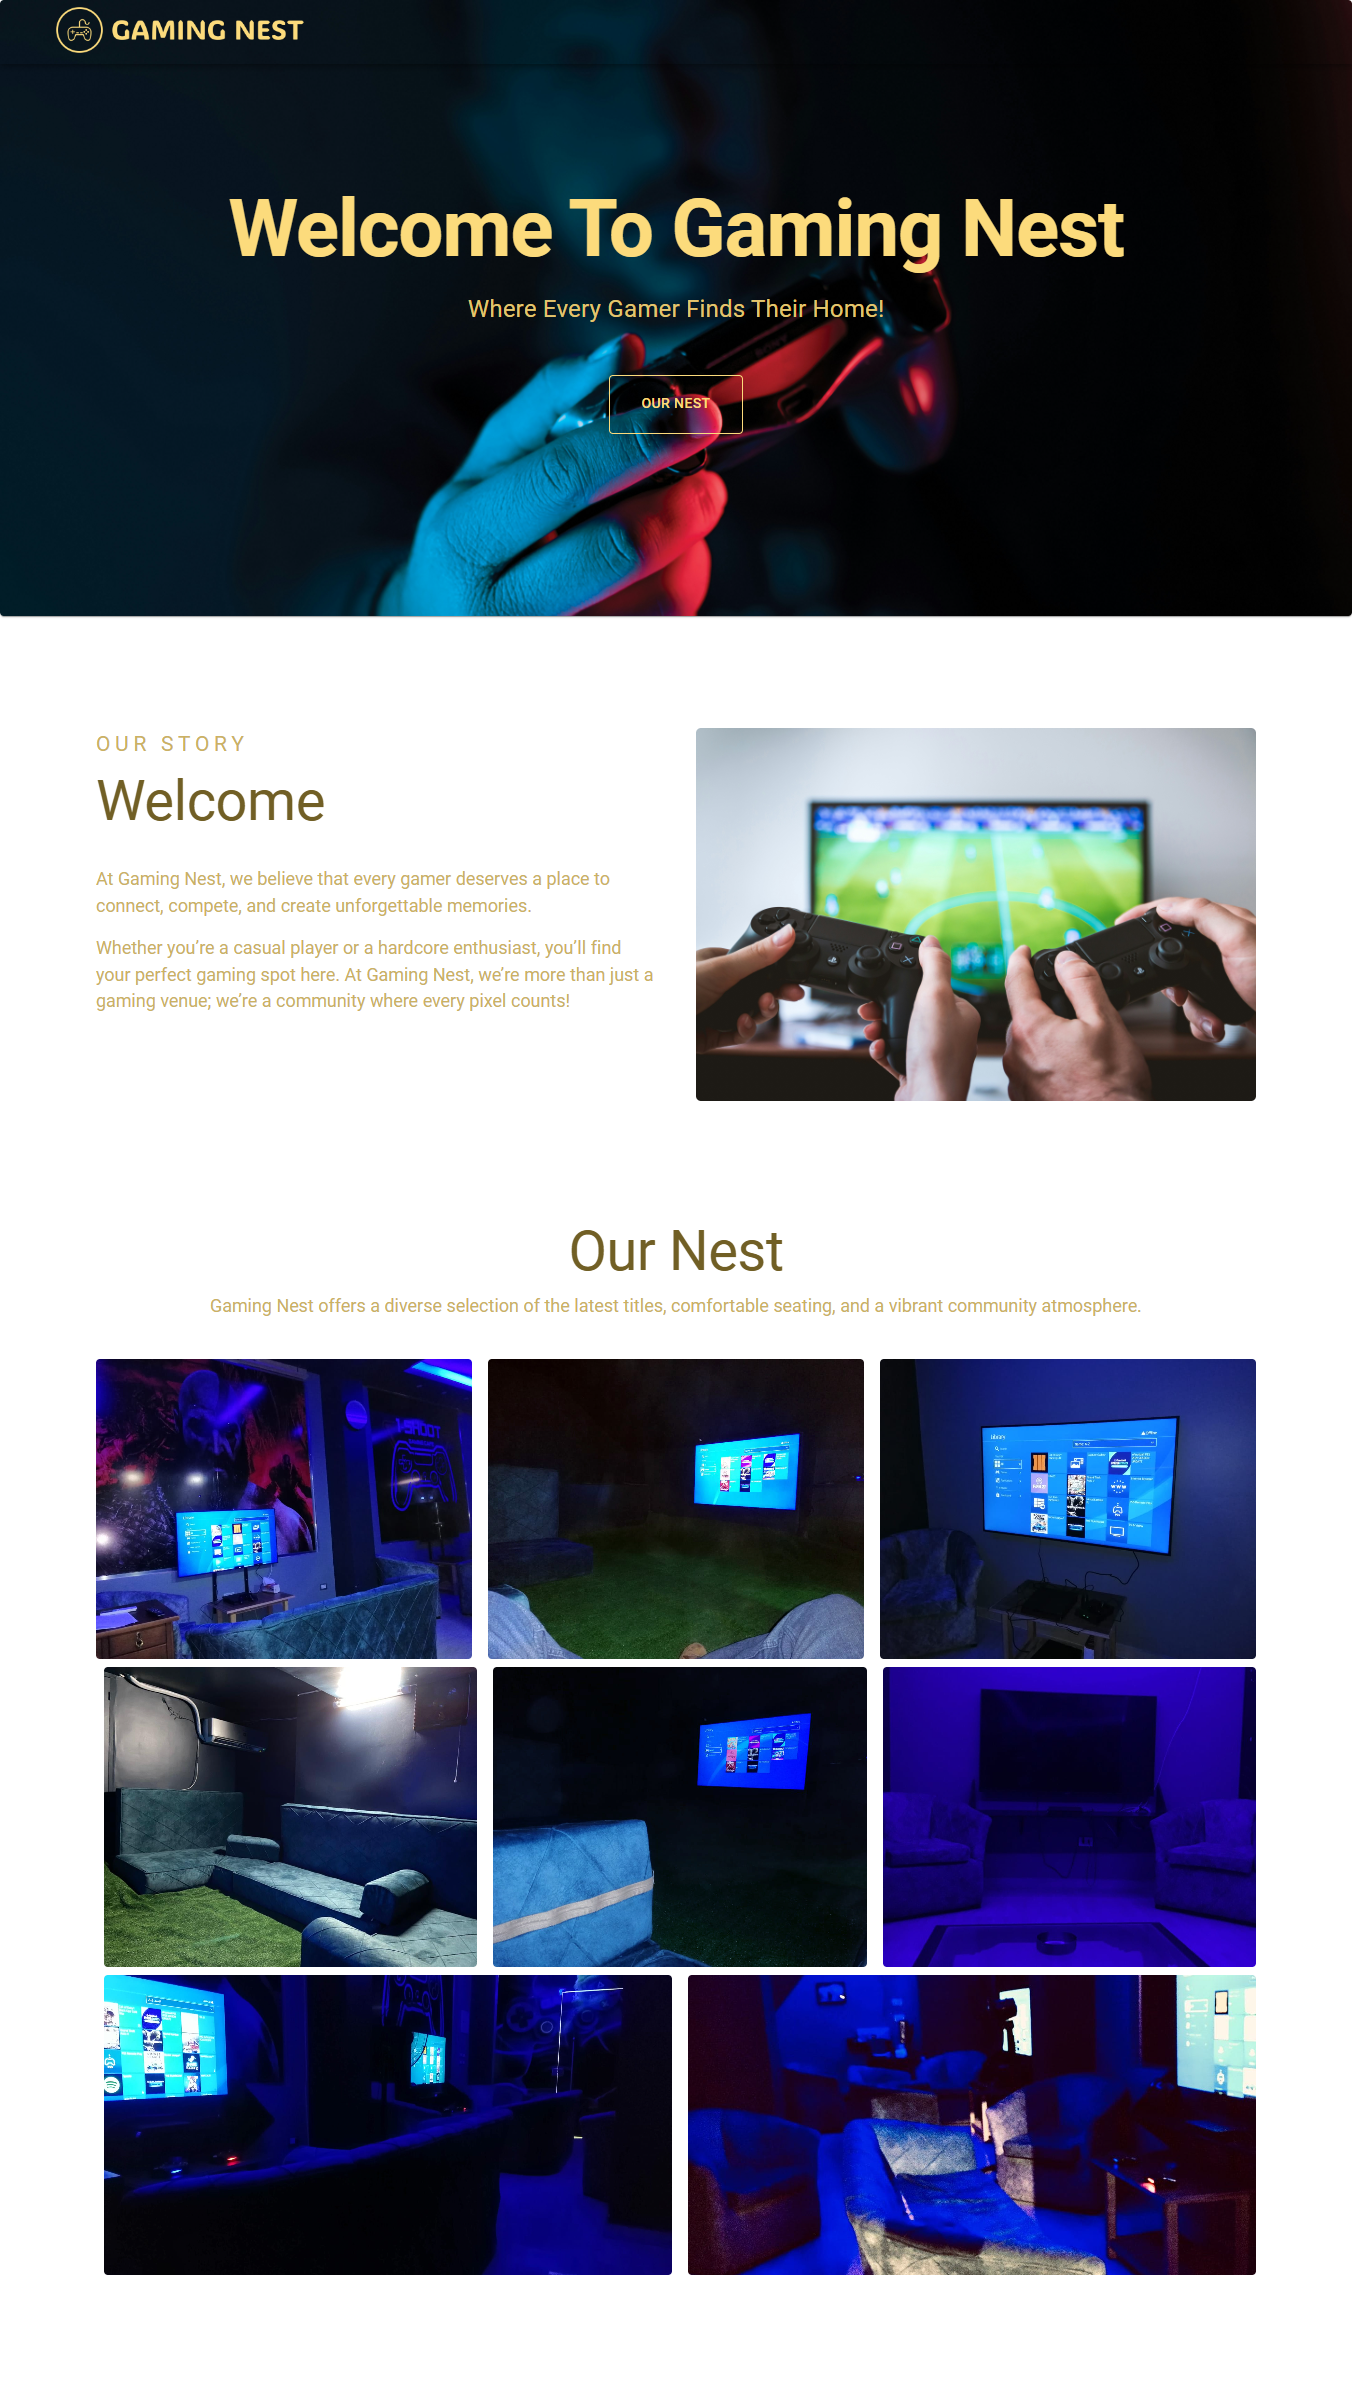 GAMING NEST
Welcome To Gaming Nest
Where Every Gamer Finds Their Home!
OUR NEST
OUR STORY
Welcome
At Gaming Nest, we believe that every gamer deserves a place to
connect, compete, and create unforgettable memories.
Whether you’re a casual player or a hardcore enthusiast, you’ll find
your perfect gaming spot here. At Gaming Nest, we’re more than just a
gaming venue; we’re a community where every pixel counts!
Our Nest
Gaming Nest offers a diverse selection of the latest titles, comfortable seating, and a vibrant community atmosphere.
Library